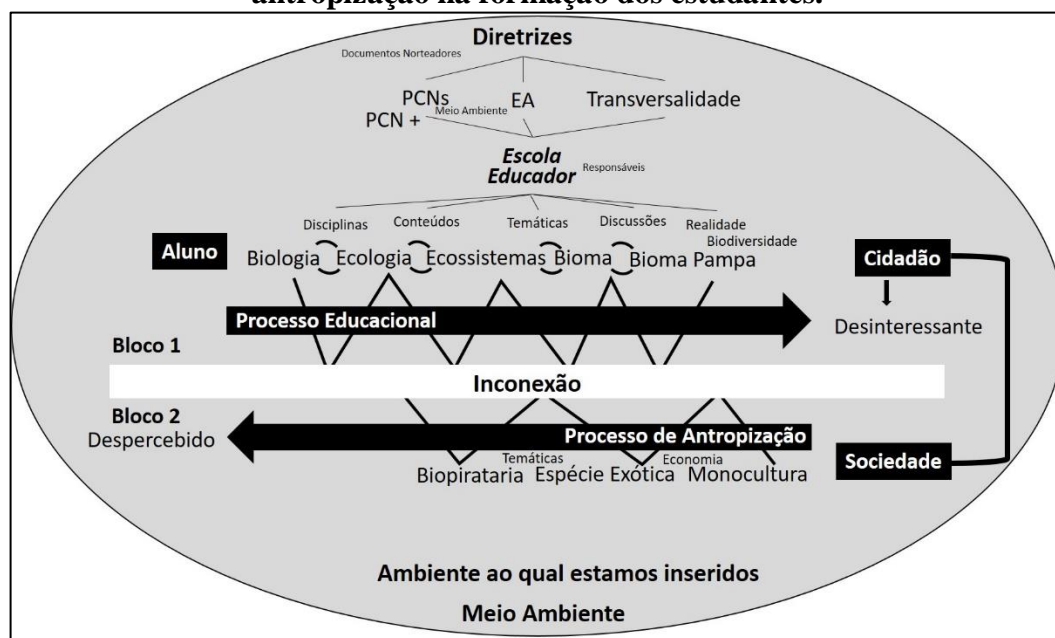 antropização na formação dos estudantes.
Diretrizes
Documentos Norteadores
PCNs
EA
Transversalidade
Meio Ambiente
PCN +
Escola
Educador
Responsáveis
Disciplinas
Conteúdos
Temáticas
Discussões
Realidade
Biodiversidade
Aluno
Biologia Ecologia Ecossistemas Bioma Bioma Pampa
Cidadão
Processo Educacional
Desinteressante
Bloco 1
Inconexão
Bloco 2
Despercebido
Processo de Antropização
Temáticas
Economia
Sociedade
Biopirataria Espécie Exótica Monocultura
Ambiente ao qual estamos inseridos
Meio Ambiente